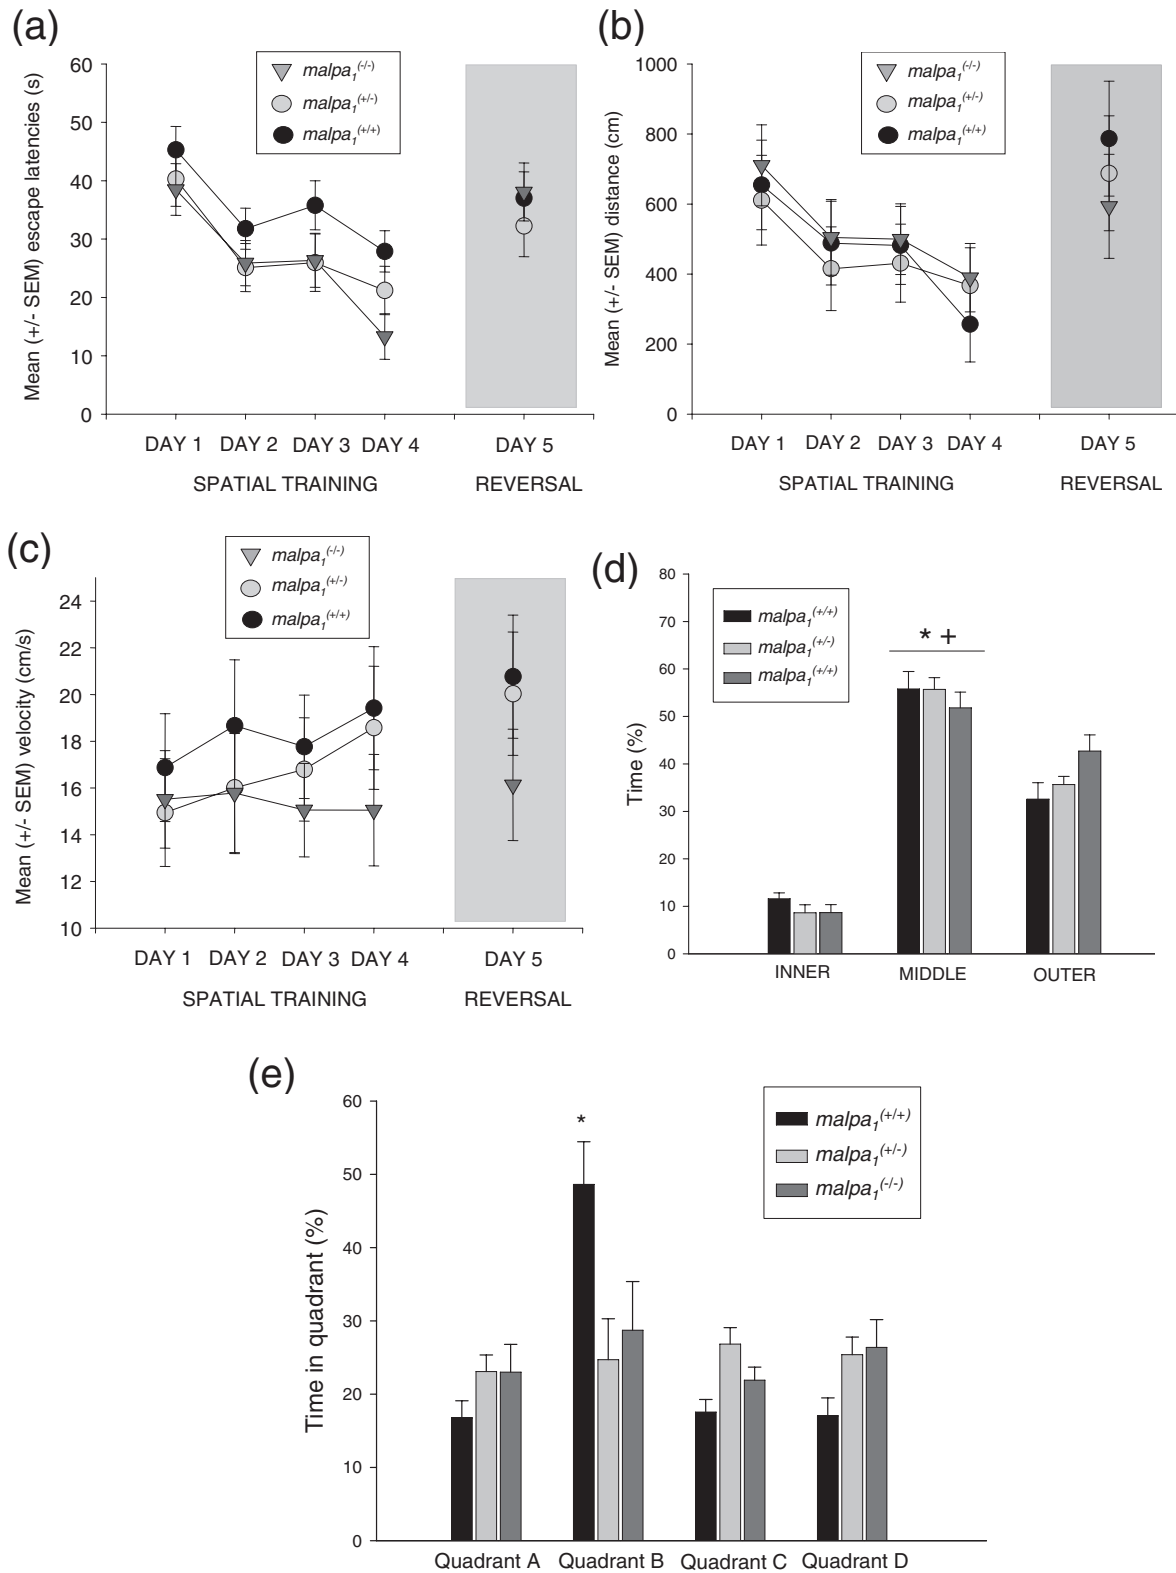 (a)
Mean (+/- SEM) escape latencies (s)
60
50
40
30
20
10
0
malpa1(-/-)
malpa1(+/-)
malpa1(+/+)
DAY 1 DAY 2 DAY 3 DAY 4 DAY 5
SPATIAL TRAINING REVERSAL
(b)
Mean (+/- SEM) distance (cm)
1000
800
600
400
200
0
malpa1(-/-)
malpa1(+/-)
malpa1(+/+)
DAY 1 DAY 2 DAY 3 DAY 4 DAY 5
SPATIAL TRAINING REVERSAL
(c)
Mean (+/- SEM) velocity (cm/s)
24
22
20
18
16
14
12
10
malpa1(-/-)
malpa1(+/-)
malpa1(+/+)
DAY 1 DAY 2 DAY 3 DAY 4 DAY 5
SPATIAL TRAINING REVERSAL
(d)
Time (%)
80
70
60
50
40
30
20
10
0
malpa1(+/+)
malpa1(+/-)
malpa1(+/+)
* +
INNER MIDDLE OUTER
(e)
Time in quadrant (%)
60
50
40
30
20
10
0
*
malpa1(+/+)
malpa1(+/-)
malpa1(-/-)
Quadrant A Quadrant B Quadrant C Quadrant D